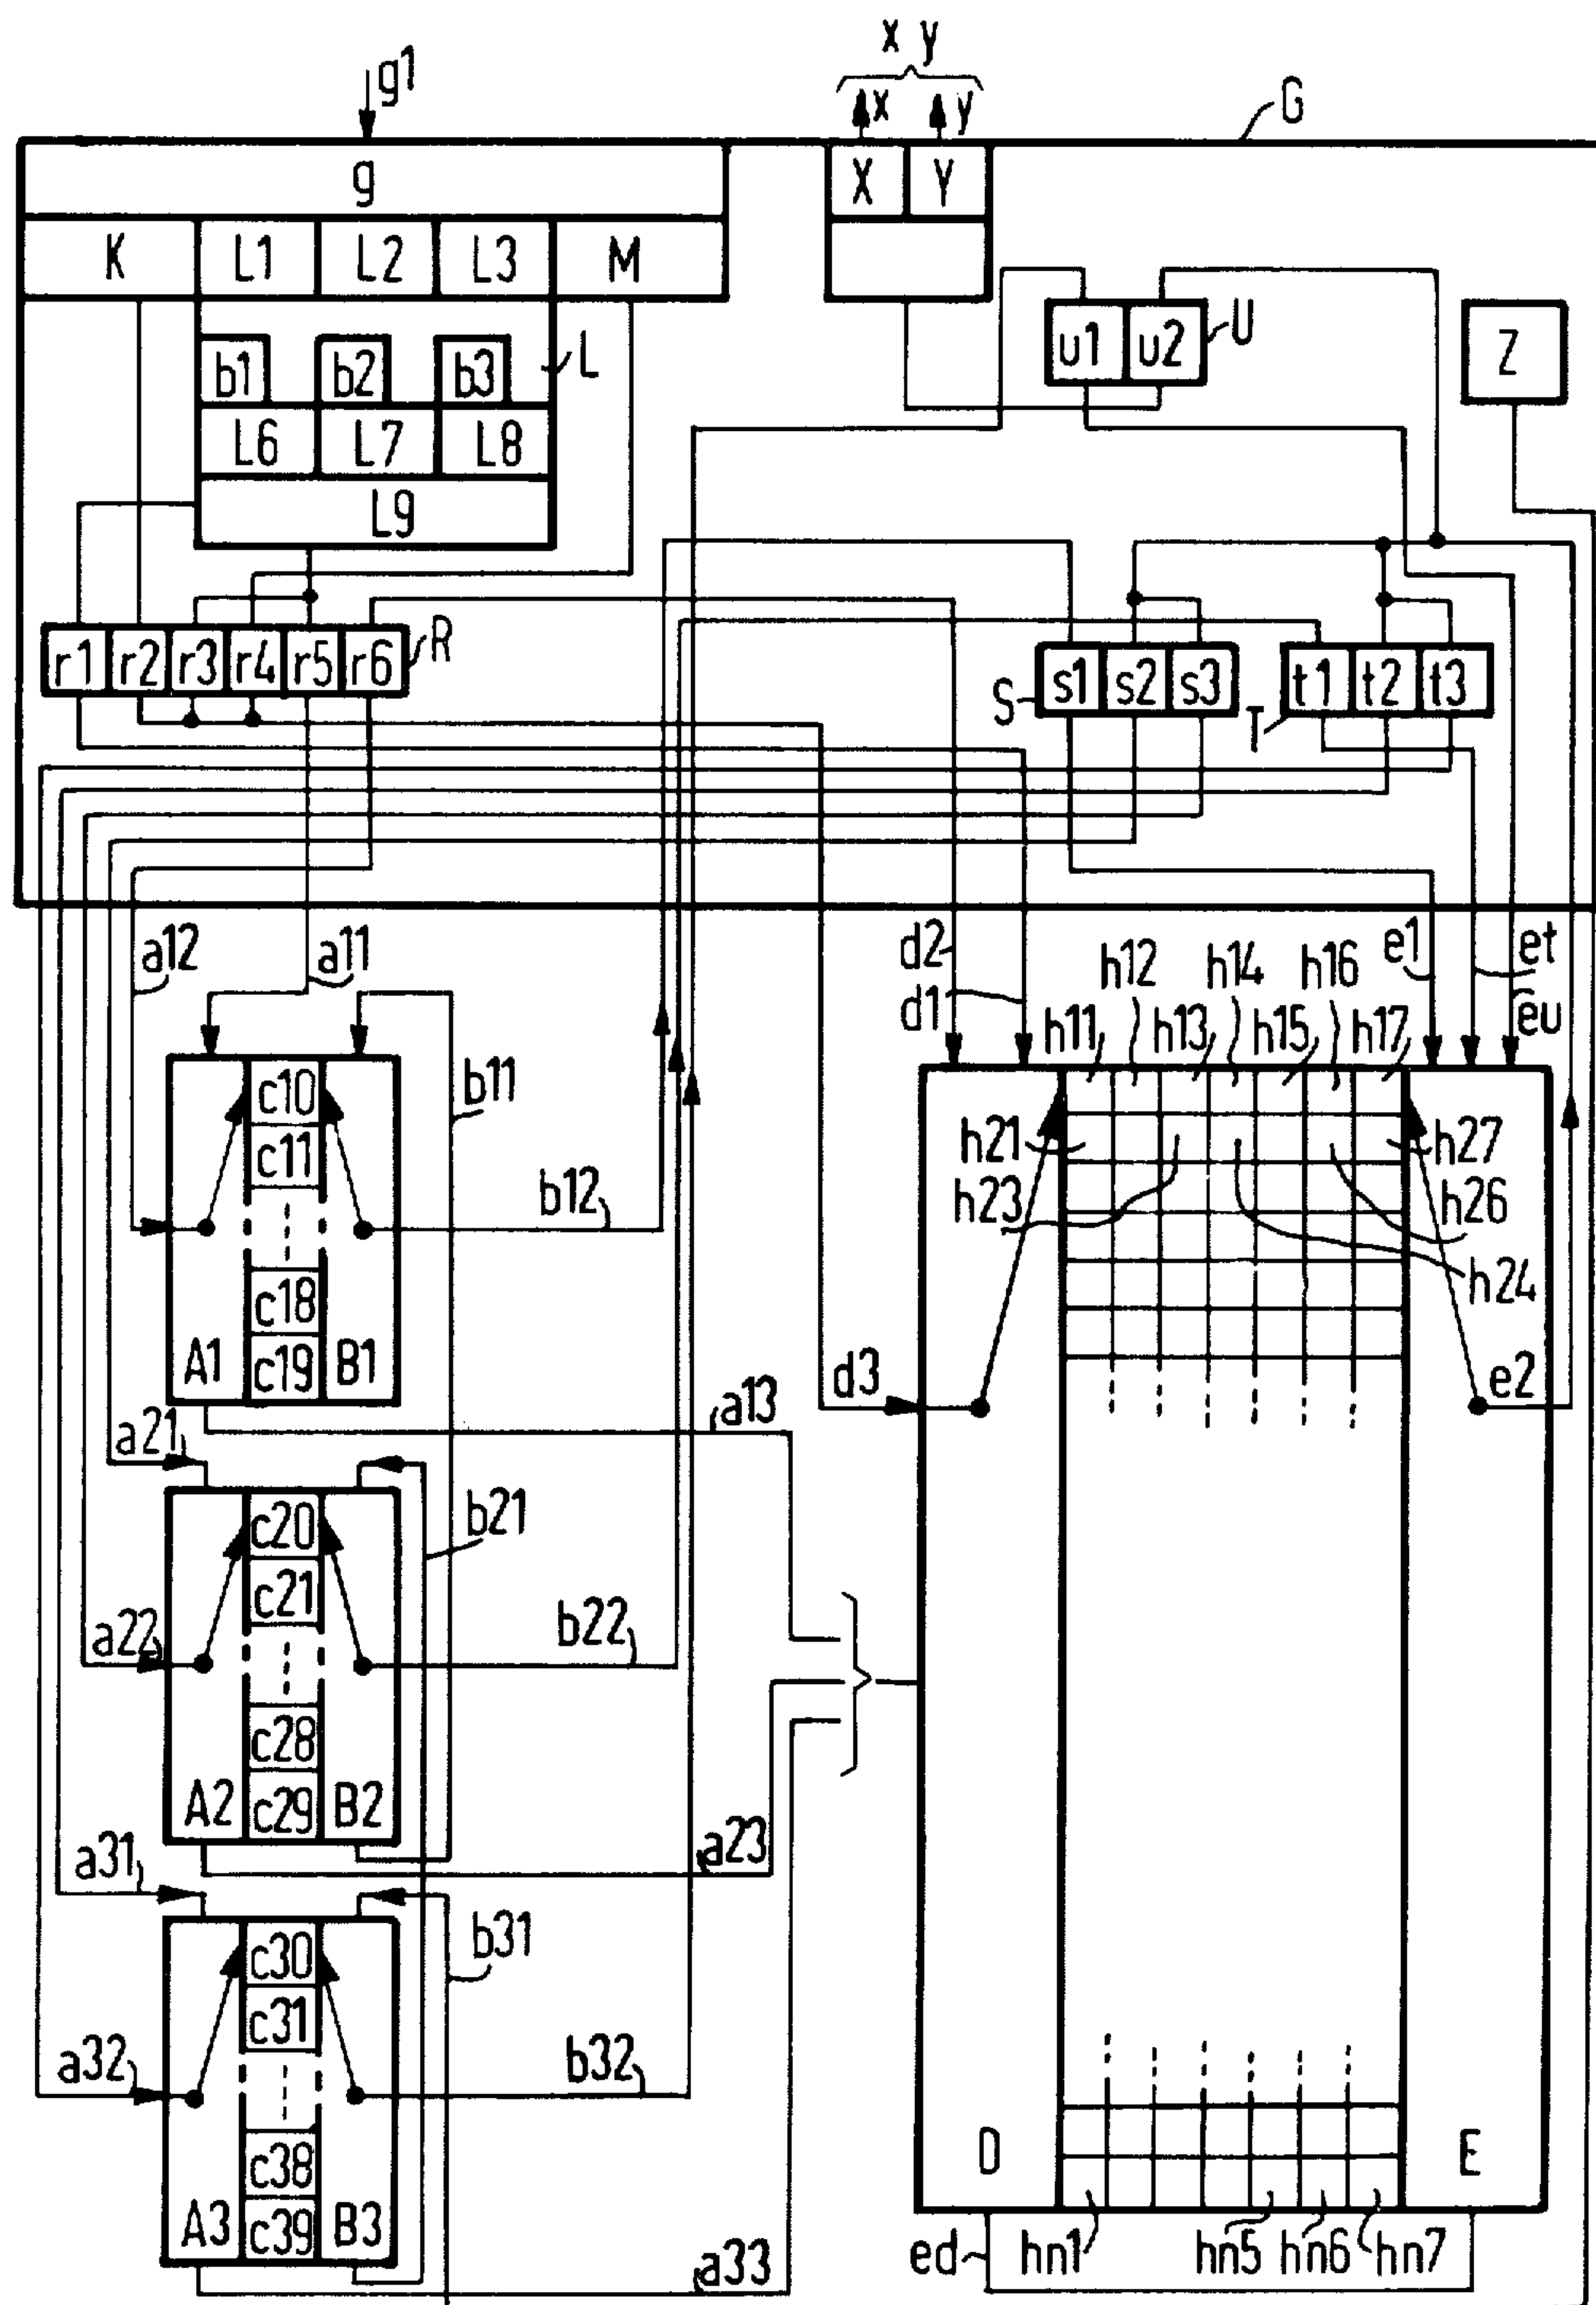 x y
g1
x y
G
g
X Y
K L1 L2 L3 M
u1 u2 U
Z
b1 b2 b3 L
L6 L7 L8
L9
r1 r2 r3 r4 r5 r6 R
S s1 s2 s3
T t1 t2 t3
a12 a11
d2
d1
h12 h14 h16
e1 et
eu
h11 h13 h15 h17
c10
b11
c11
h21 h27
b12
h23 h26
c18
h24
A1 c19 B1
d3
e2
a13
a21
c20
b21
c21
a22
b22
c28
A2 c29 B2
a23
a31
c30
b31
c31
a32
b32
c38
D E
A3 c39 B3
a33
ed hn1 hn5 hn6 hn7